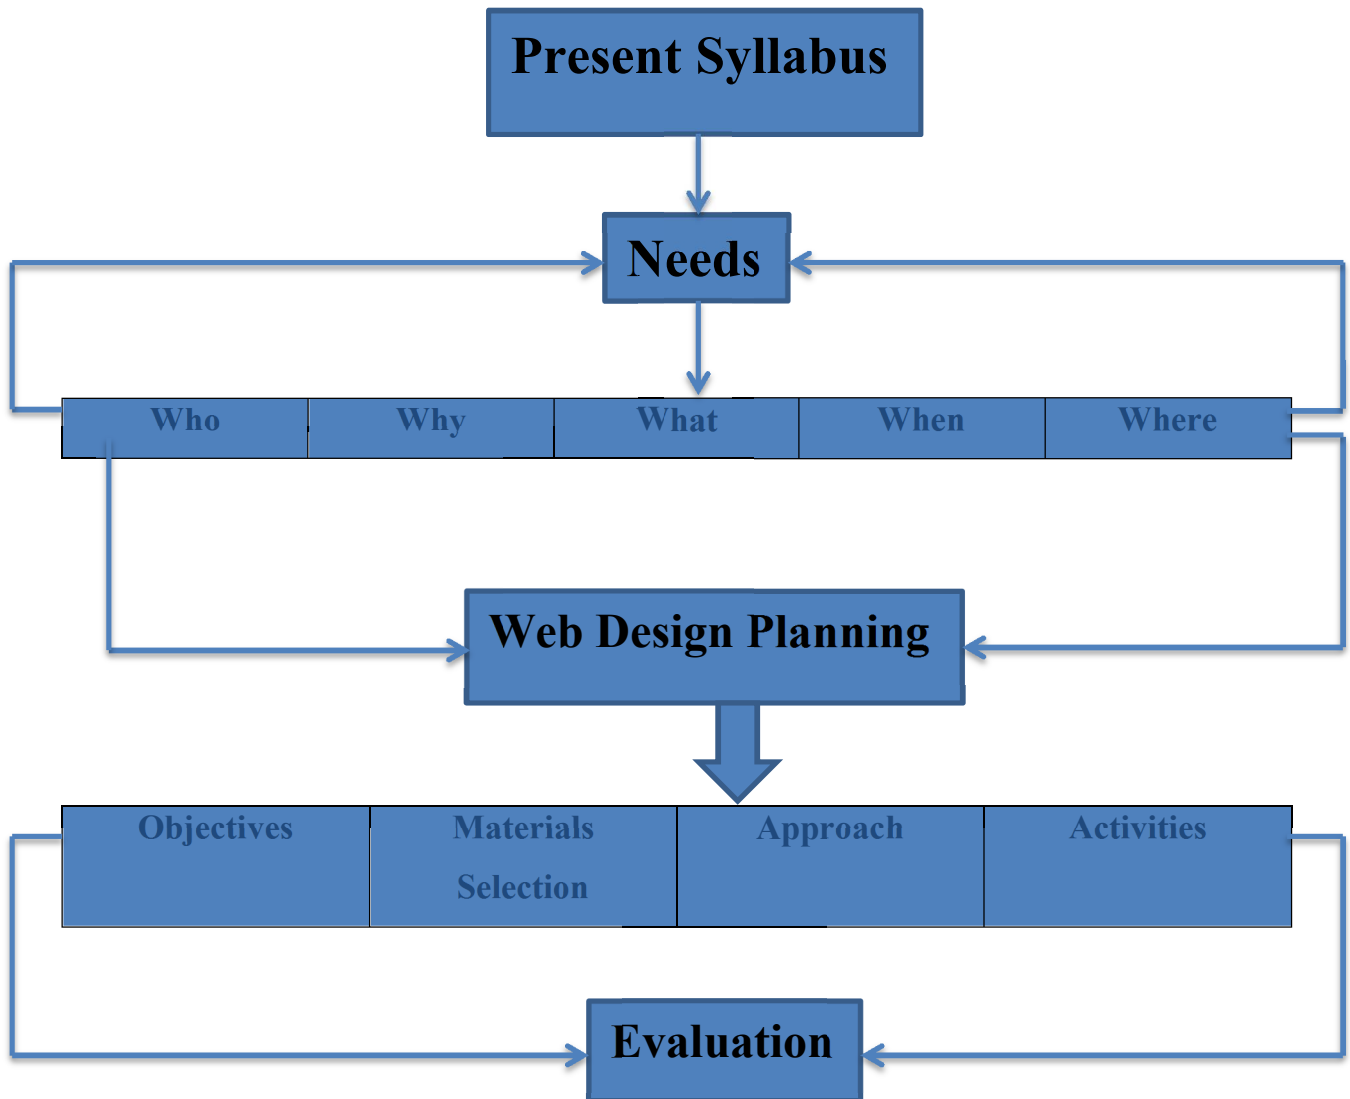 Present Syllabus
Needs
Who Why What When Where
Web Design Planning
Objectives Materials Approach Activities
Selection
Evaluation